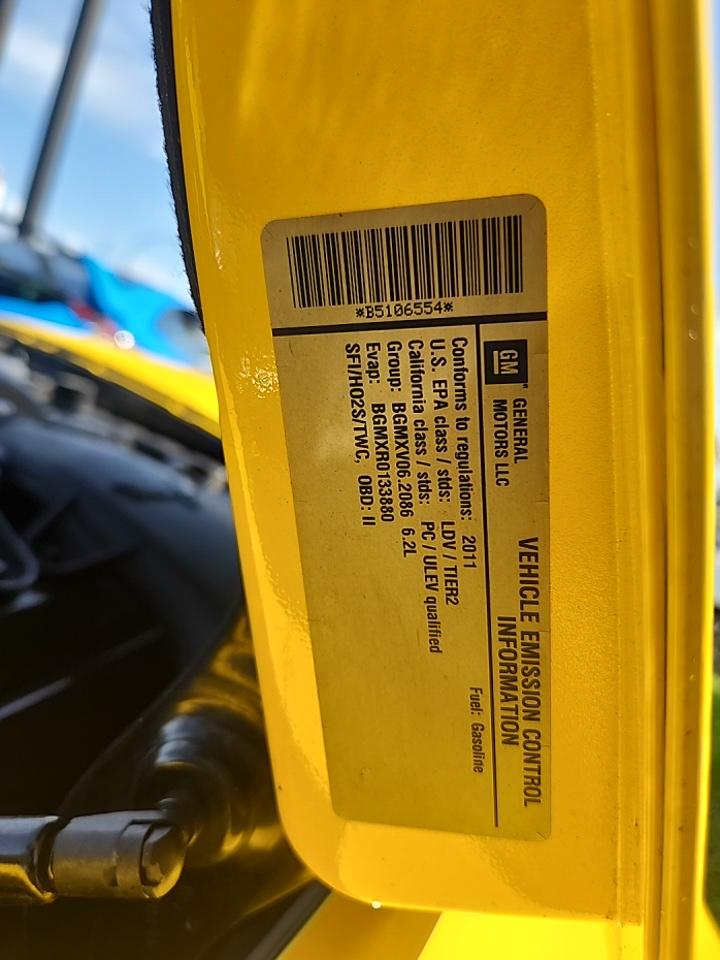 *B5106554*
GM
GENERAL
MOTORS LLC
VEHICLE EMISSION CONTROL
INFORMATION
Conforms to regulations: 2011
Fuel: Gasoline
U.S. EPA class / stds: LDV / TIER2
California class / stds: PC / ULEV qualified
Group: BGMXV06.2086 6.2L
Evap: BGMXR0133880
SFI/HO2S/TWC, OBD: II